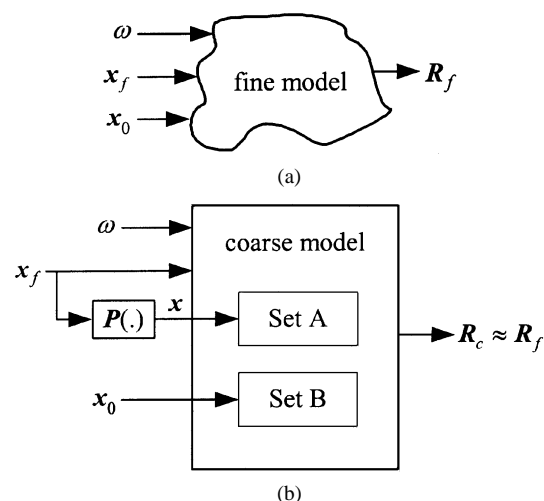 ω
x_f
x_0
fine model
R_f
(a)
ω
coarse model
x_f
P(.)
x
Set A
R_c ≈ R_f
x_0
Set B
(b)